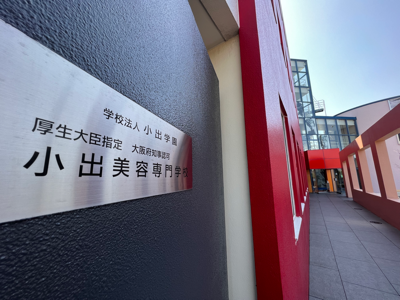 学校法人 小出学園
厚生大臣指定 大阪府知事認可
小出美容専門学校